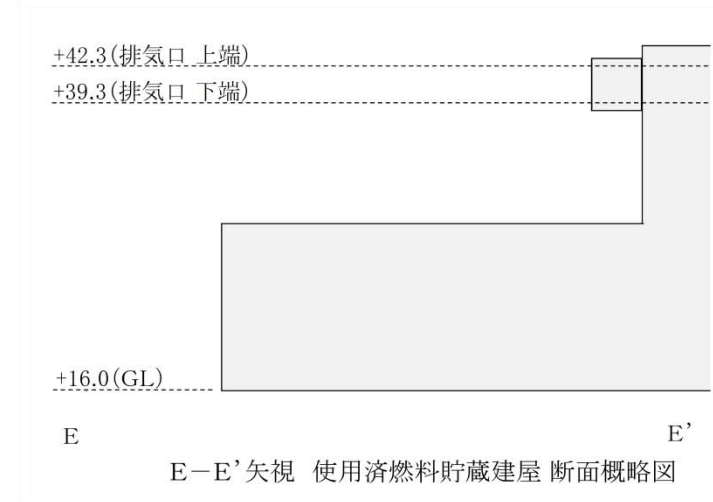 +42.3(排気口 上端)
+39.3(排気口 下端)
+16.0(GL)
E
E’
E－E’矢視 使用済燃料貯蔵建屋 断面概略図